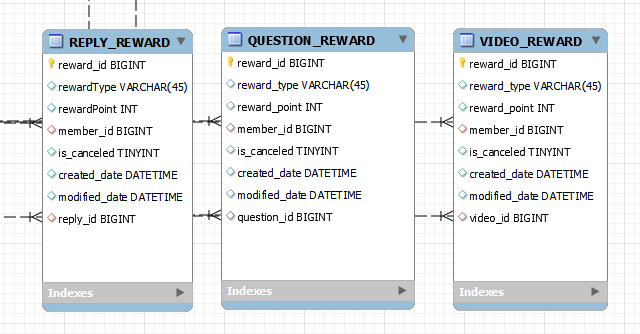 REPLY_REWARD
reward_id BIGINT
rewardType VARCHAR(45)
rewardPoint INT
member_id BIGINT
is_canceled TINYINT
created_date DATETIME
modified_date DATETIME
reply_id BIGINT
Indexes
QUESTION_REWARD
reward_id BIGINT
reward_type VARCHAR(45)
reward_point INT
member_id BIGINT
is_canceled TINYINT
created_date DATETIME
modified_date DATETIME
question_id BIGINT
Indexes
VIDEO_REWARD
reward_id BIGINT
reward_type VARCHAR(45)
reward_point INT
member_id BIGINT
is_canceled TINYINT
created_date DATETIME
modified_date DATETIME
video_id BIGINT
Indexes